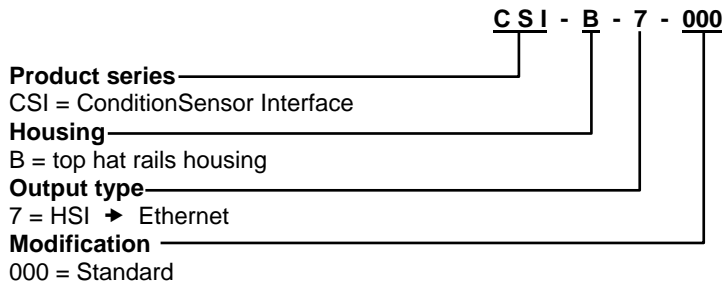 C S I - B - 7 - 000
Product series
CSI = ConditionSensor Interface
Housing
B = top hat rails housing
Output type
7 = HSI ➔ Ethernet
Modification
000 = Standard